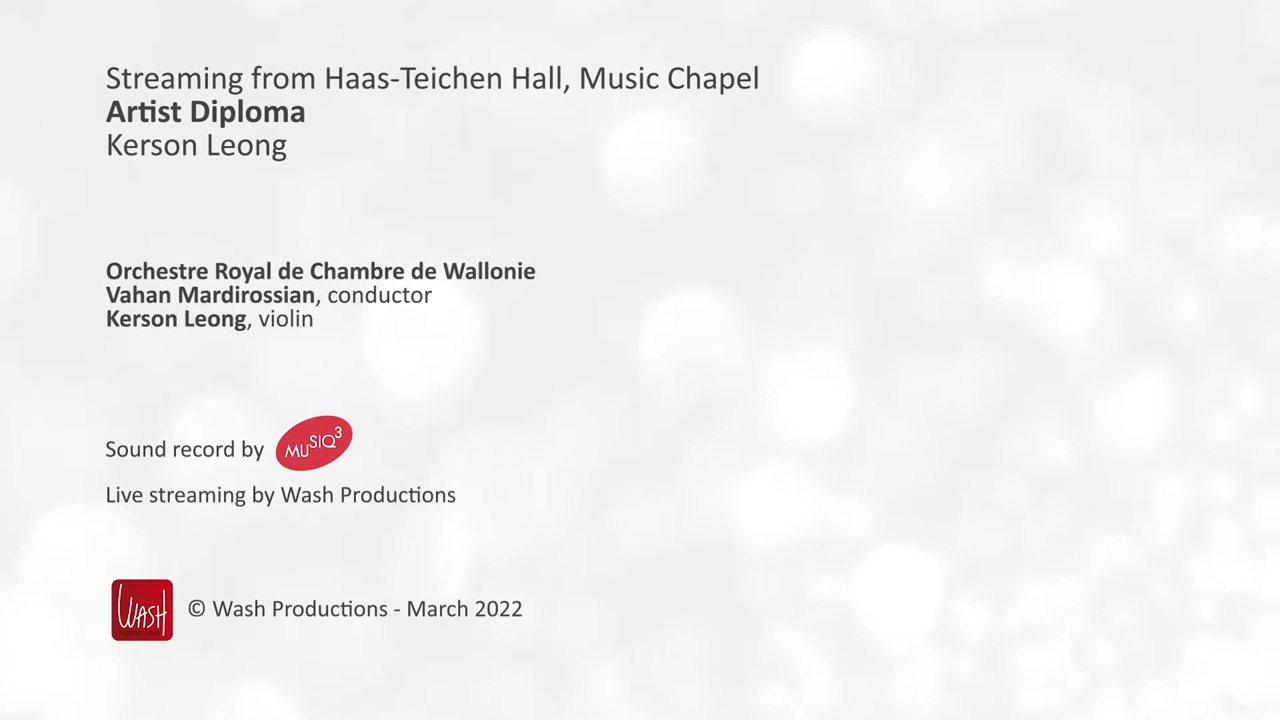 Streaming from Haas-Teichen Hall, Music Chapel
Artist Diploma
Kerson Leong
Orchestre Royal de Chambre de Wallonie
Vahan Mardirossian, conductor
Kerson Leong, violin
Sound record by MUSIQ3
Live streaming by Wash Productions
WASH © Wash Productions - March 2022